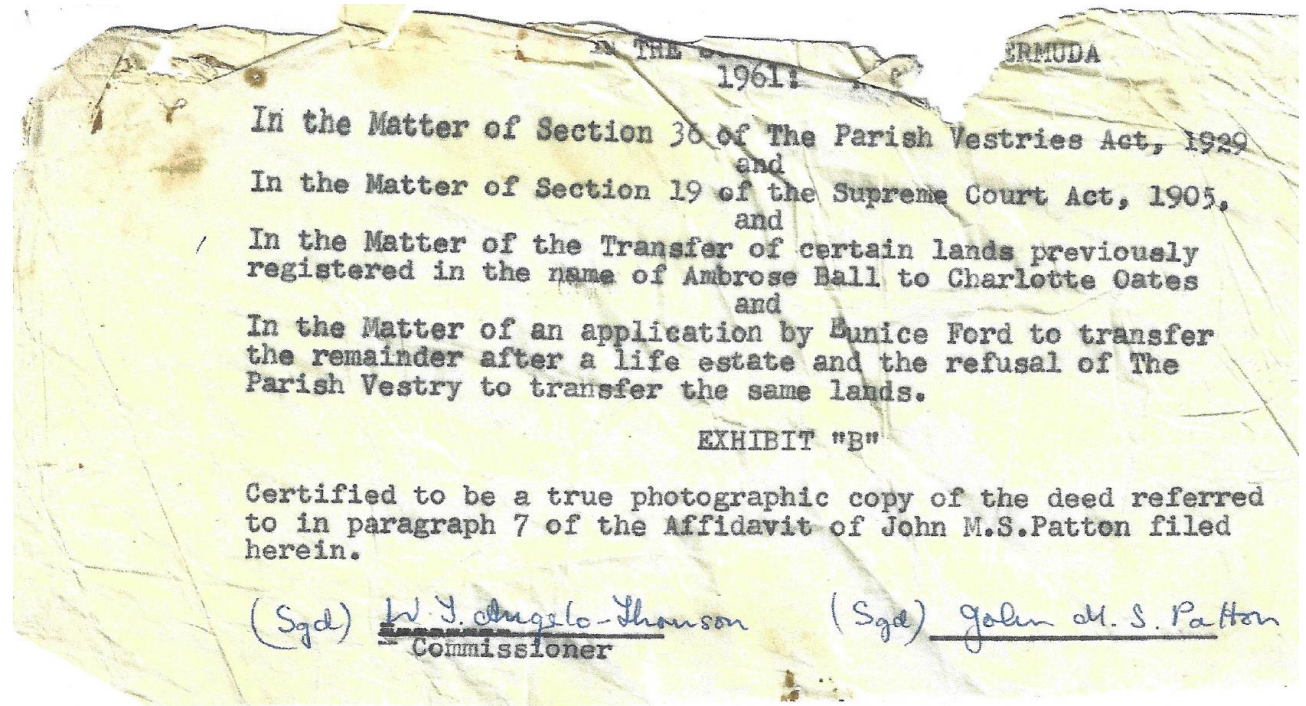 IN THE ERMUDA
1961:
In the Matter of Section 36 of The Parish Vestries Act, 1929
and
In the Matter of Section 19 of the Supreme Court Act, 1905,
and
In the Matter of the Transfer of certain lands previously
registered in the name of Ambrose Ball to Charlotte Oates
and
In the Matter of an application by Eunice Ford to transfer
the remainder after a life estate and the refusal of The
Parish Vestry to transfer the same lands.
EXHIBIT "B"
Certified to be a true photographic copy of the deed referred
to in paragraph 7 of the Affidavit of John M.S.Patton filed
herein.
(Sgd) W. J. Angelo-Thomson (Sgd) John M. S. Patton
Commissioner